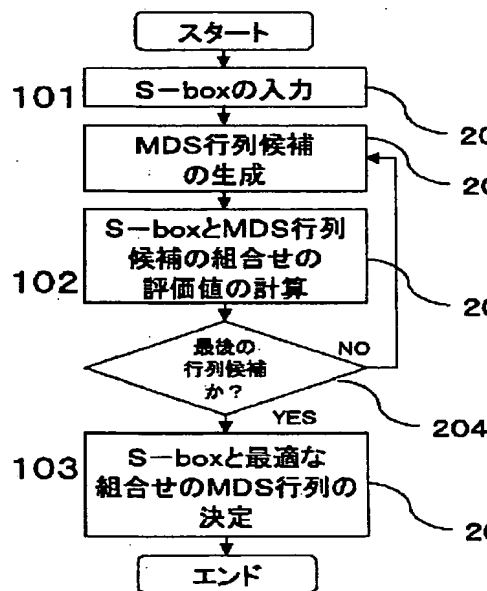 スタート
101
S-boxの入力
20
MDS行列候補
の生成
20
S-boxとMDS行列
候補の組合せの
評価値の計算
102
20
最後の
行列候補
か?
NO
YES
204
103
S-boxと最適な
組合せのMDS行列の
決定
20
エンド